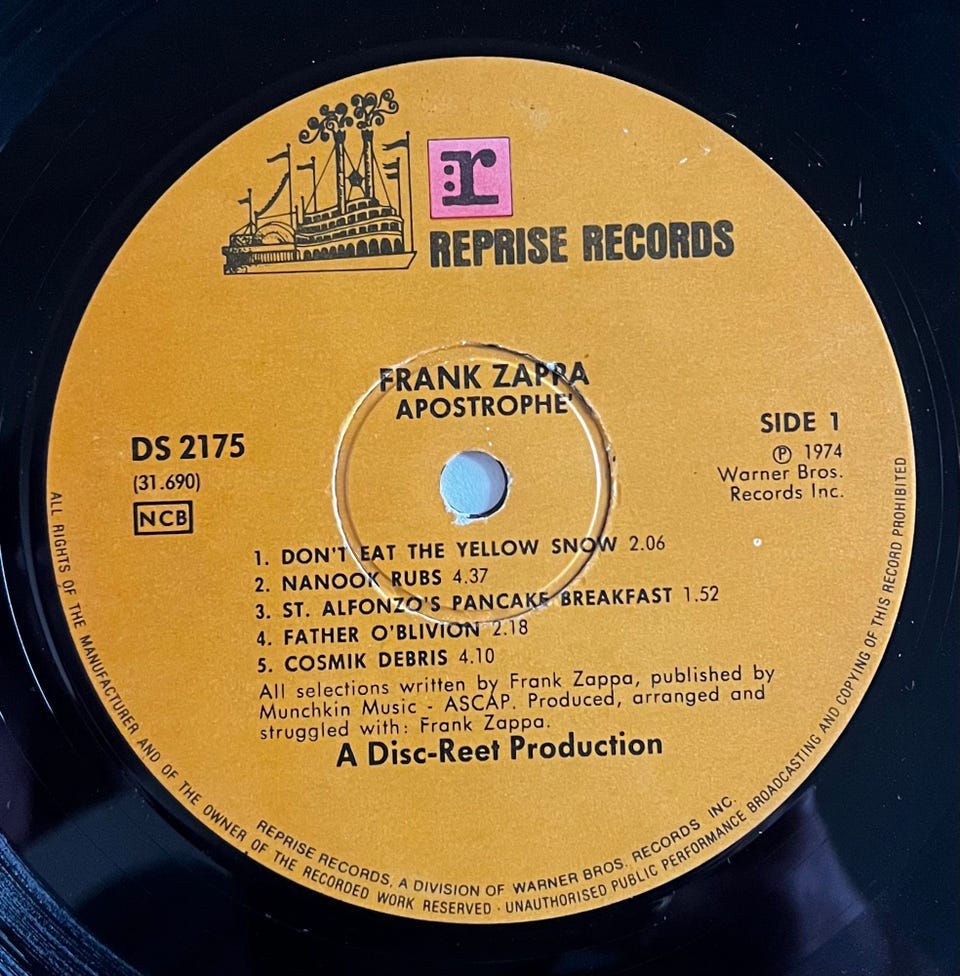 r
REPRISE RECORDS
FRANK ZAPPA
APOSTROPHE'
DS 2175
(31.690)
NCB
SIDE 1
Ⓟ 1974
Warner Bros.
Records Inc.
1. DON'T EAT THE YELLOW SNOW 2.06
2. NANOOK RUBS 4.37
3. ST. ALFONZO'S PANCAKE BREAKFAST 1.52
4. FATHER O'BLIVION 2.18
5. COSMIK DEBRIS 4.10
All selections written by Frank Zappa, published by
Munchkin Music - ASCAP. Produced, arranged and
struggled with: Frank Zappa.
A Disc-Reet Production
REPRISE RECORDS, A DIVISION OF WARNER BROS. RECORDS INC.
ALL RIGHTS OF THE MANUFACTURER AND OF THE OWNER OF THE RECORDED WORK RESERVED · UNAUTHORISED PUBLIC PERFORMANCE BROADCASTING AND COPYING OF THIS RECORD PROHIBITED